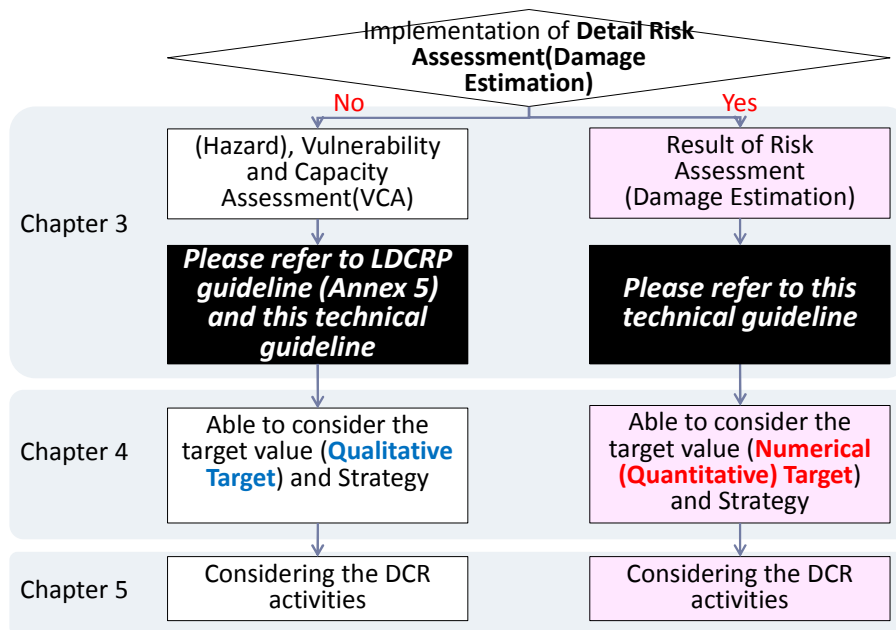 Implementation of Detail Risk
Assessment(Damage
Estimation)
No
Yes
Chapter 3
(Hazard), Vulnerability
and Capacity
Assessment(VCA)
Result of Risk
Assessment
(Damage Estimation)
Please refer to LDCRP
guideline (Annex 5)
and this technical
guideline
Please refer to this
technical guideline
Chapter 4
Able to consider the
target value (Qualitative
Target) and Strategy
Able to consider the
target value (Numerical
(Quantitative) Target)
and Strategy
Chapter 5
Considering the DCR
activities
Considering the DCR
activities